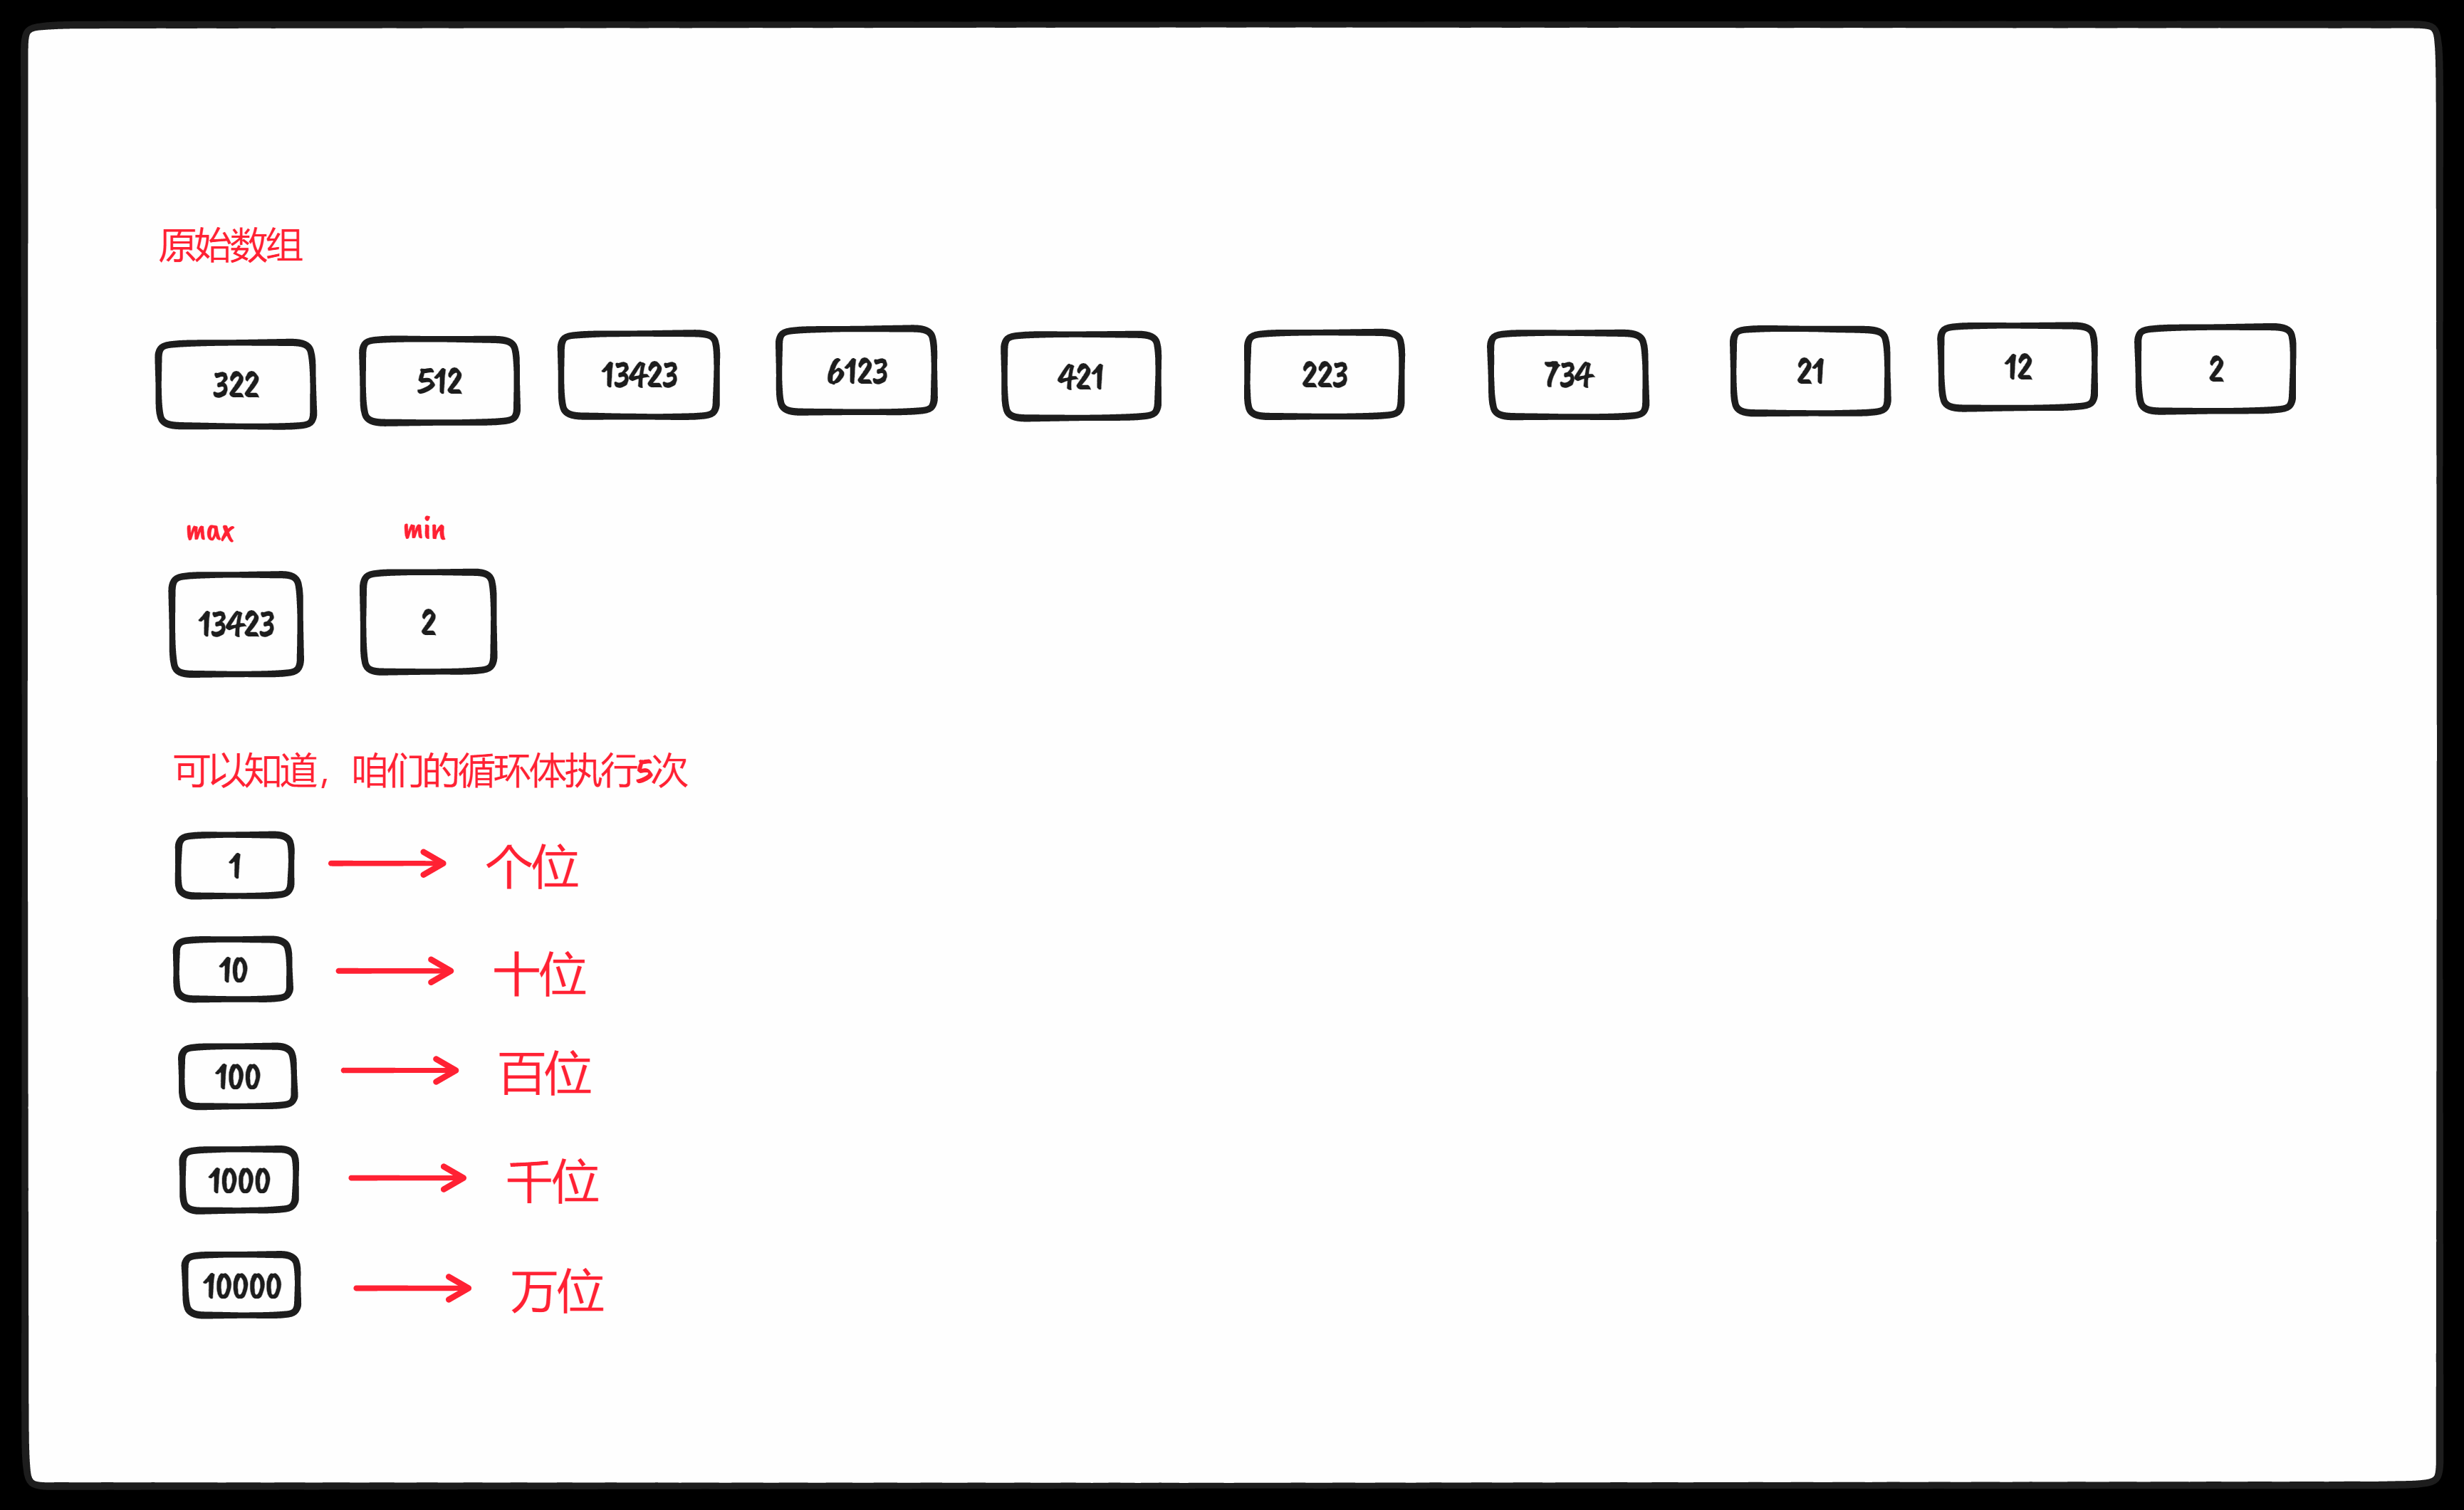 原始数组
322 512 13423 6123 421 223 734 21 12 2
max min
13423 2
可以知道，咱们的循环体执行5次
1 个位
10 十位
100 百位
1000 千位
10000 万位